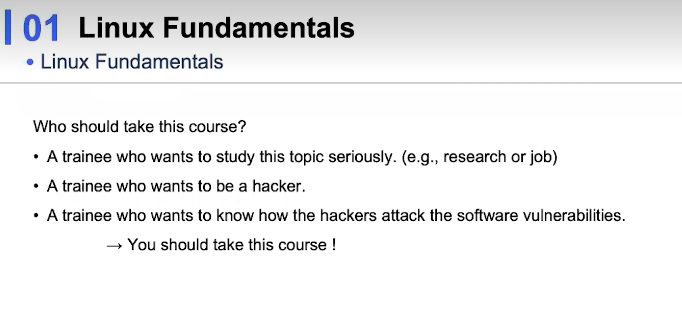 01 Linux Fundamentals
• Linux Fundamentals
Who should take this course?
• A trainee who wants to study this topic seriously. (e.g., research or job)
• A trainee who wants to be a hacker.
• A trainee who wants to know how the hackers attack the software vulnerabilities.
→ You should take this course !